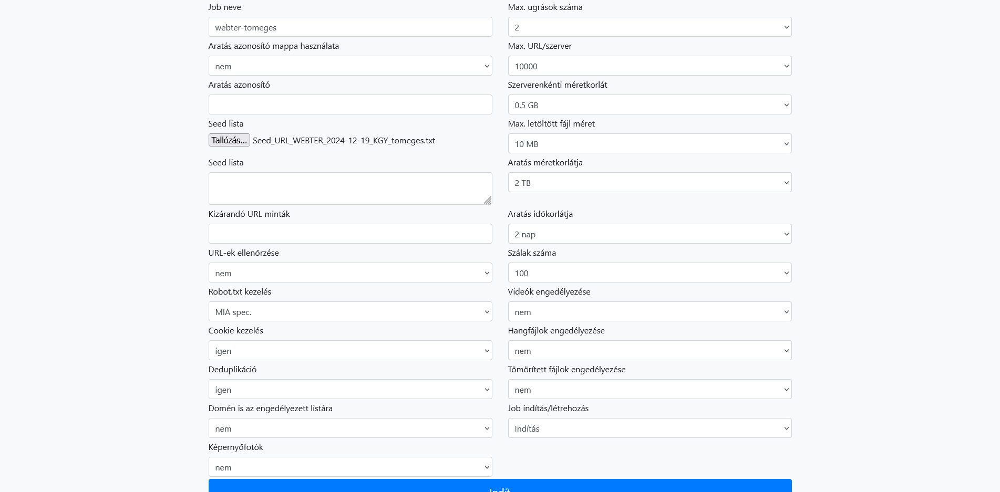 Job neve
webter-tomeges
Max. ugrások száma
2
Aratás azonosító mappa használata
nem
Max. URL/szerver
10000
Aratás azonosító
Szerverenkénti méretkorlát
0.5 GB
Seed lista
Tallózás... Seed_URL_WEBTER_2024-12-19_KGY_tomeges.txt
Max. letöltött fájl méret
10 MB
Seed lista
Aratás méretkorlátja
2 TB
Kizárandó URL minták
Aratás időkorlátja
2 nap
URL-ek ellenőrzése
nem
Szálak száma
100
Robot.txt kezelés
MIA spec.
Videók engedélyezése
nem
Cookie kezelés
igen
Hangfájlok engedélyezése
nem
Deduplikáció
igen
Tömörített fájlok engedélyezése
nem
Domén is az engedélyezett listára
nem
Job indítás/létrehozás
Indítás
Képernyőfotók
nem
Indít